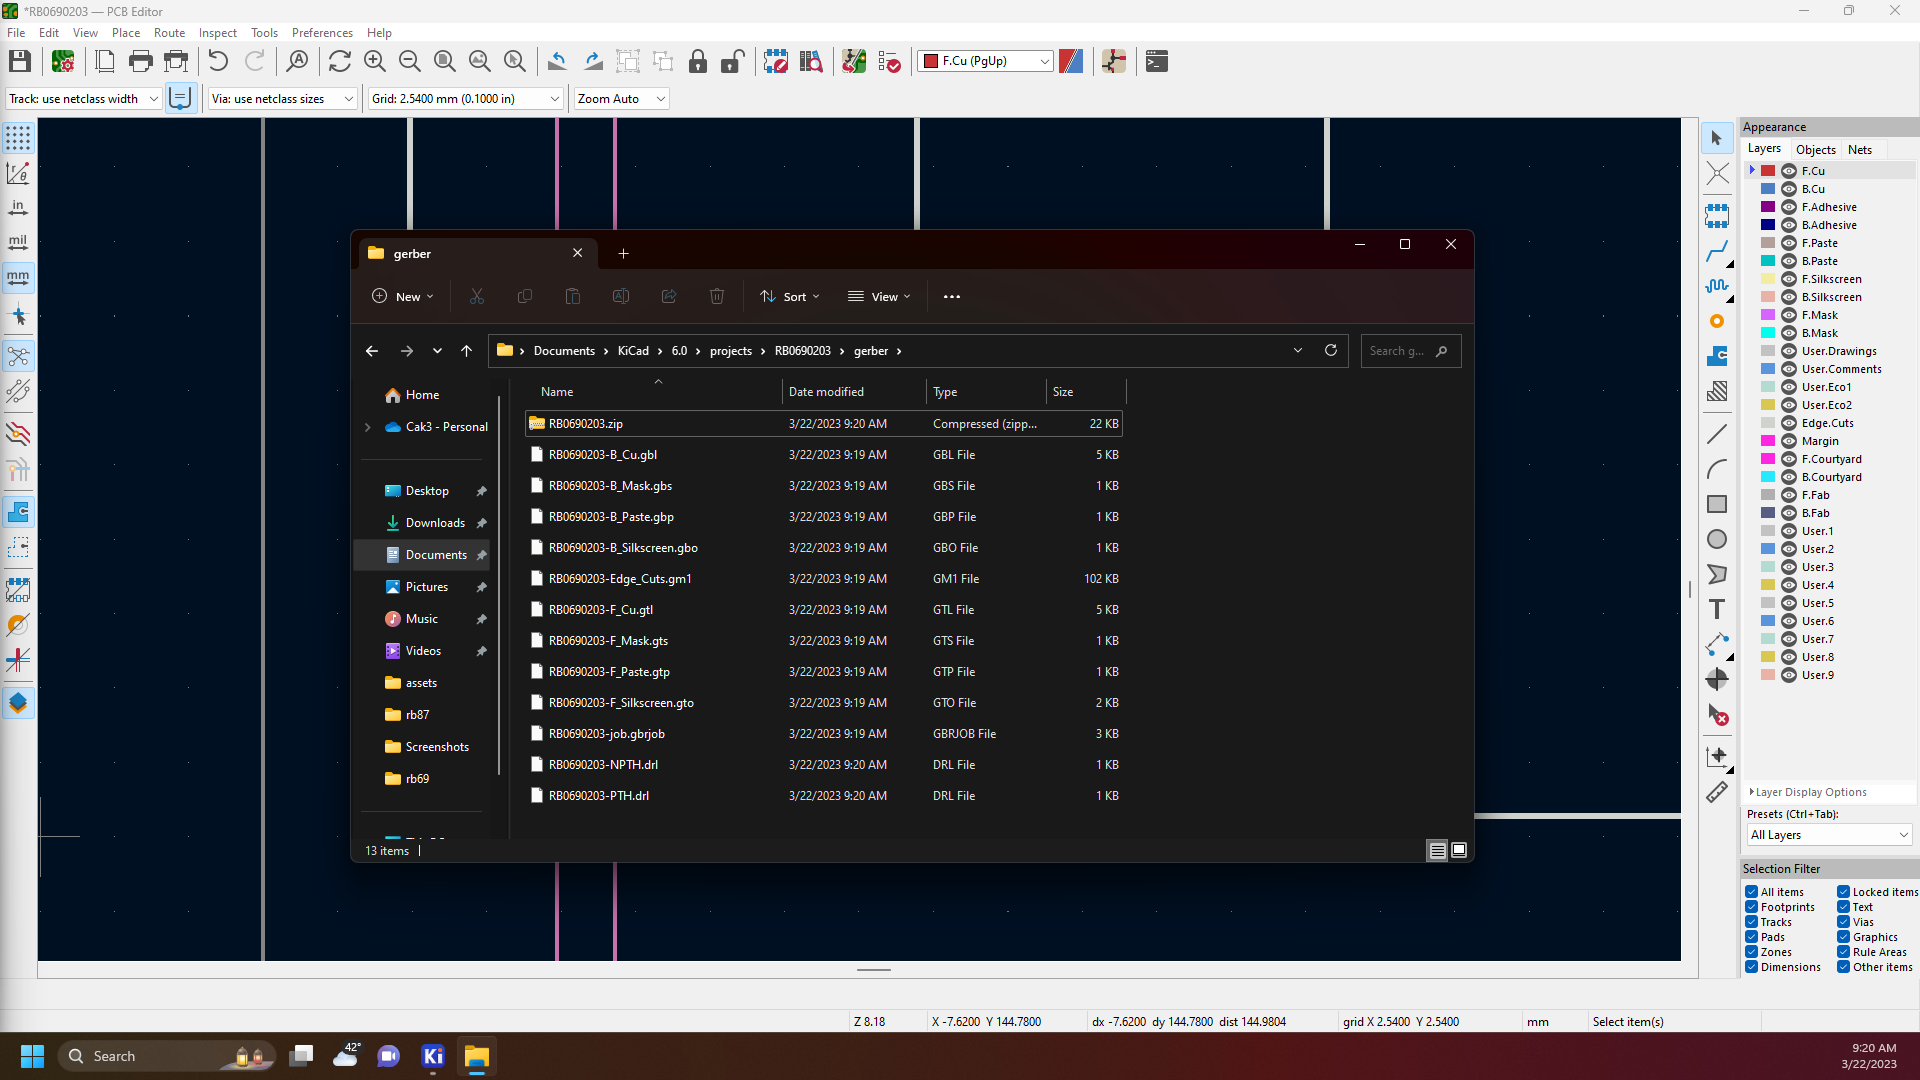 *RB0690203 — PCB Editor
File Edit View Place Route Inspect Tools Preferences Help
F.Cu (PgUp)
Track: use netclass width Via: use netclass sizes Grid: 2.5400 mm (0.1000 in) Zoom Auto
in
mil
mm
gerber
New Sort View
Documents KiCad 6.0 projects RB0690203 gerber Search g...
Home
Cak3 - Personal
Desktop
Downloads
Documents
Pictures
Music
Videos
assets
rb87
Screenshots
rb69
Name Date modified Type Size
RB0690203.zip 3/22/2023 9:20 AM Compressed (zipp... 22 KB
RB0690203-B_Cu.gbl 3/22/2023 9:19 AM GBL File 5 KB
RB0690203-B_Mask.gbs 3/22/2023 9:19 AM GBS File 1 KB
RB0690203-B_Paste.gbp 3/22/2023 9:19 AM GBP File 1 KB
RB0690203-B_Silkscreen.gbo 3/22/2023 9:19 AM GBO File 1 KB
RB0690203-Edge_Cuts.gm1 3/22/2023 9:19 AM GM1 File 102 KB
RB0690203-F_Cu.gtl 3/22/2023 9:19 AM GTL File 5 KB
RB0690203-F_Mask.gts 3/22/2023 9:19 AM GTS File 1 KB
RB0690203-F_Paste.gtp 3/22/2023 9:19 AM GTP File 1 KB
RB0690203-F_Silkscreen.gto 3/22/2023 9:19 AM GTO File 2 KB
RB0690203-job.gbrjob 3/22/2023 9:19 AM GBRJOB File 3 KB
RB0690203-NPTH.drl 3/22/2023 9:20 AM DRL File 1 KB
RB0690203-PTH.drl 3/22/2023 9:20 AM DRL File 1 KB
13 items
Appearance
Layers Objects Nets
F.Cu
B.Cu
F.Adhesive
B.Adhesive
F.Paste
B.Paste
F.Silkscreen
B.Silkscreen
F.Mask
B.Mask
User.Drawings
User.Comments
User.Eco1
User.Eco2
Edge.Cuts
Margin
F.Courtyard
B.Courtyard
F.Fab
B.Fab
User.1
User.2
User.3
User.4
User.5
User.6
User.7
User.8
User.9
Layer Display Options
Presets (Ctrl+Tab):
All Layers
Selection Filter
All items Locked items
Footprints Text
Tracks Vias
Pads Graphics
Zones Rule Areas
Dimensions Other items
Z 8.18 X -7.6200 Y 144.7800 dx -7.6200 dy 144.7800 dist 144.9804 grid X 2.5400 Y 2.5400 mm Select item(s)
Search 42° Ki 9:20 AM
3/22/2023